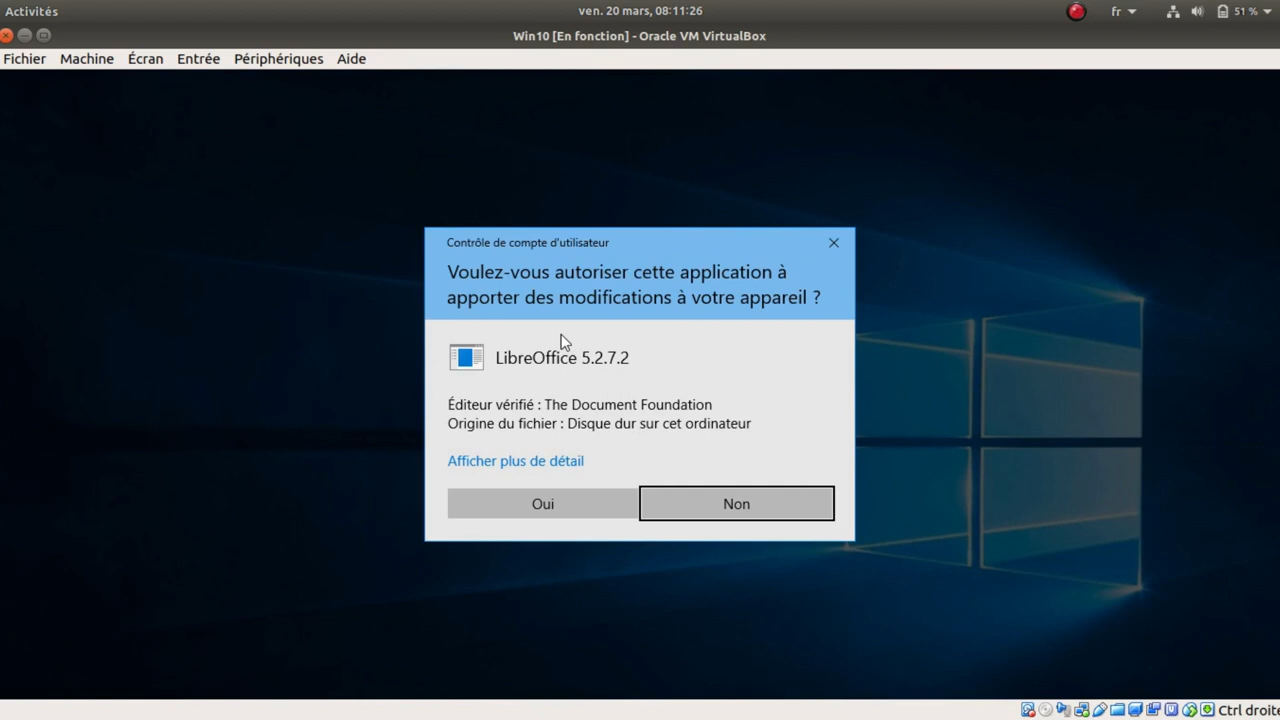 Activités
ven. 20 mars, 08:11:26
fr
51 %
Win10 [En fonction] - Oracle VM VirtualBox
Fichier Machine Écran Entrée Périphériques Aide
Contrôle de compte d'utilisateur
Voulez-vous autoriser cette application à
apporter des modifications à votre appareil ?
LibreOffice 5.2.7.2
Éditeur vérifié : The Document Foundation
Origine du fichier : Disque dur sur cet ordinateur
Afficher plus de détail
Oui
Non
Ctrl droite